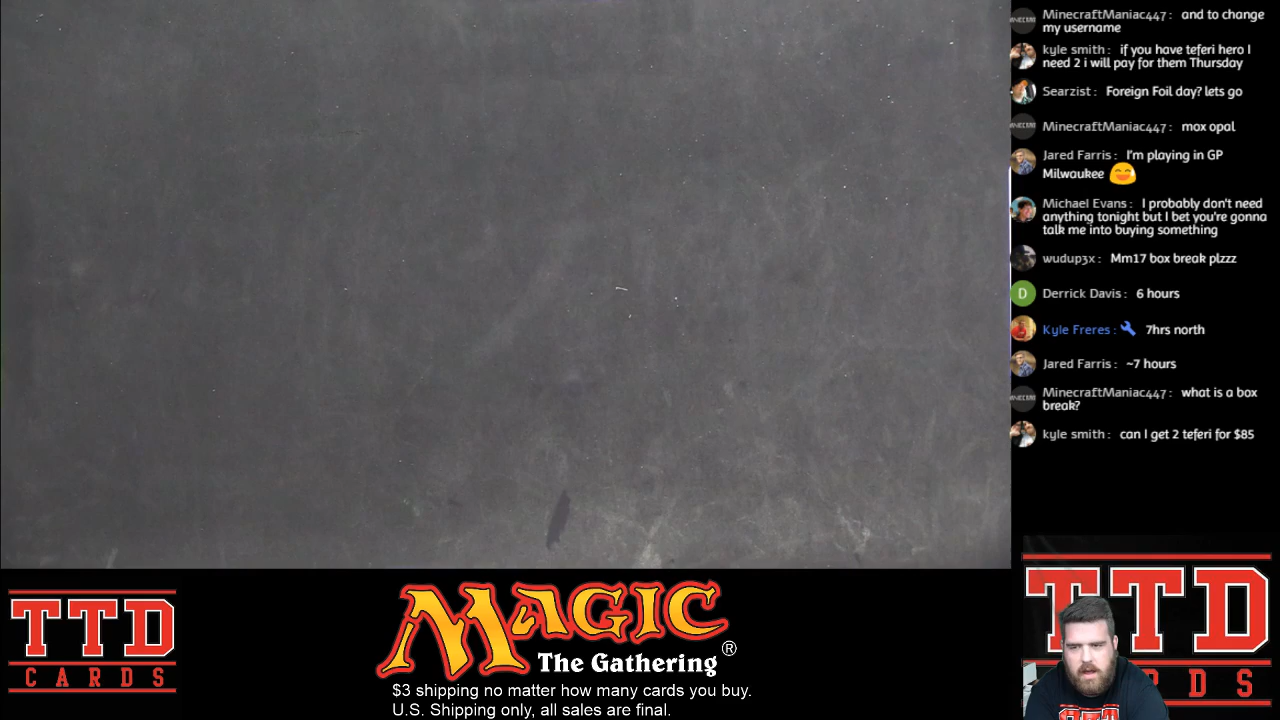 MinecraftManiac447: and to change
my username
kyle smith: if you have teferi hero I
need 2 i will pay for them Thursday
Searzist: Foreign Foil day? lets go
MinecraftManiac447: mox opal
Jared Farris: I'm playing in GP
Milwaukee
Michael Evans: I probably don't need
anything tonight but I bet you're gonna
talk me into buying something
wudup3x: Mm17 box break plzzz
D Derrick Davis: 6 hours
Kyle Freres: 7hrs north
Jared Farris: ~7 hours
MinecraftManiac447: what is a box
break?
kyle smith: can I get 2 teferi for $85
TTD
CARDS
MAGIC
The Gathering®
$3 shipping no matter how many cards you buy.
U.S. Shipping only, all sales are final.
TTD
DS